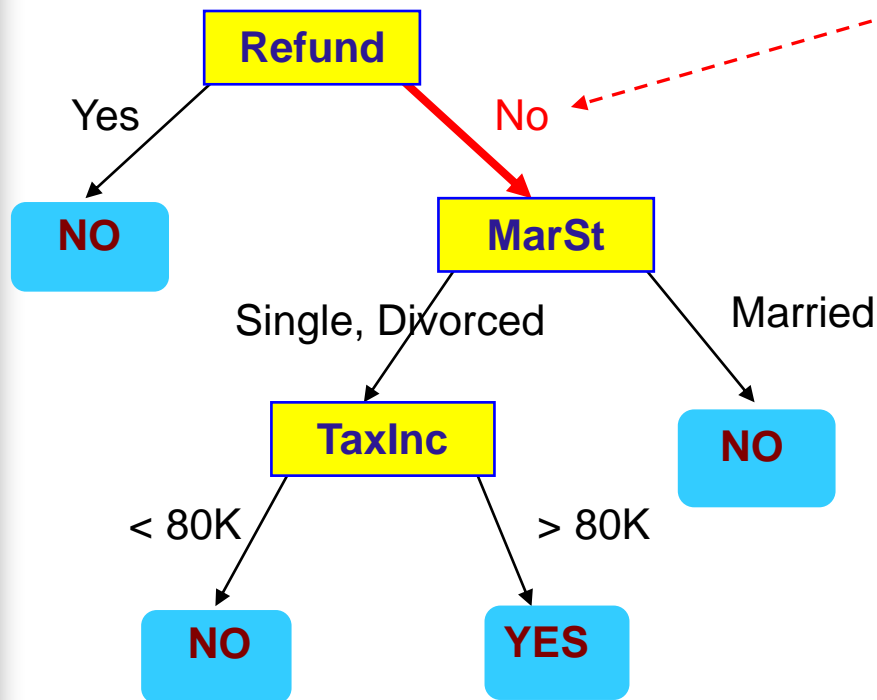 Refund
Yes
No
NO
MarSt
Single, Divorced
Married
TaxInc
NO
< 80K
> 80K
NO
YES